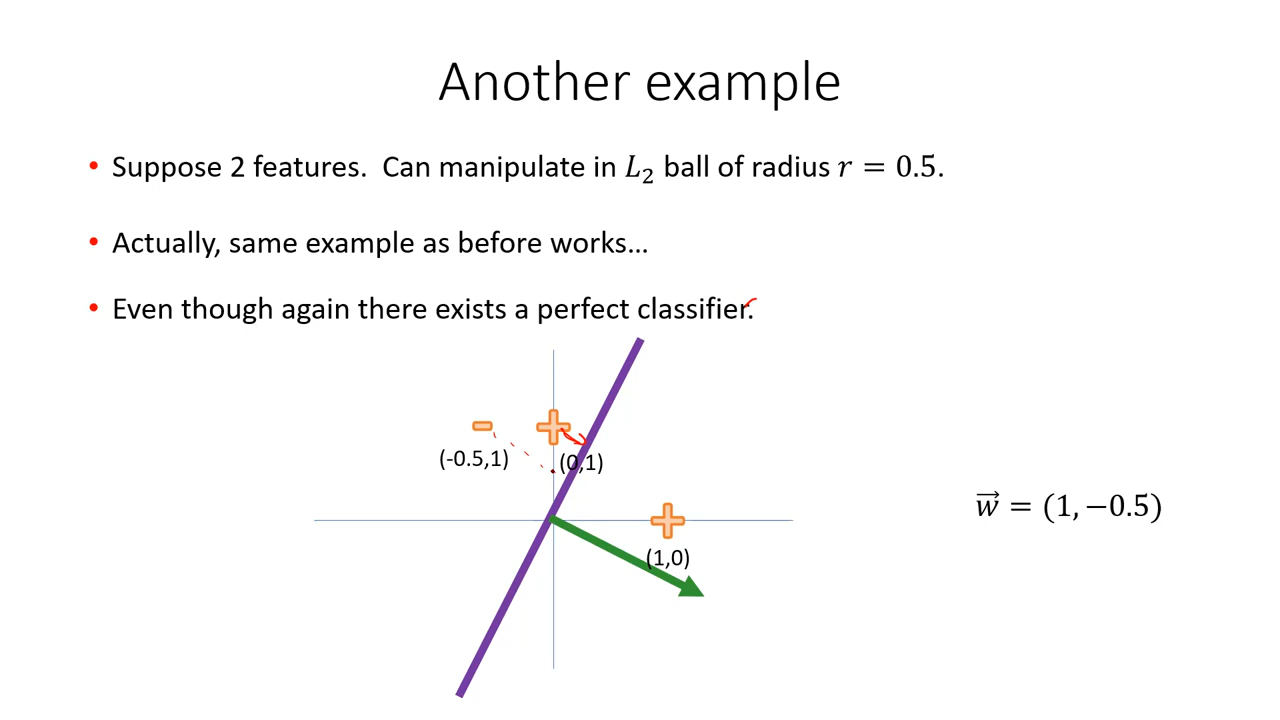 Another example
• Suppose 2 features. Can manipulate in L₂ ball of radius r = 0.5.
• Actually, same example as before works…
• Even though again there exists a perfect classifier.
(-0.5,1)
(0,1)
w⃗ = (1, −0.5)
(1,0)